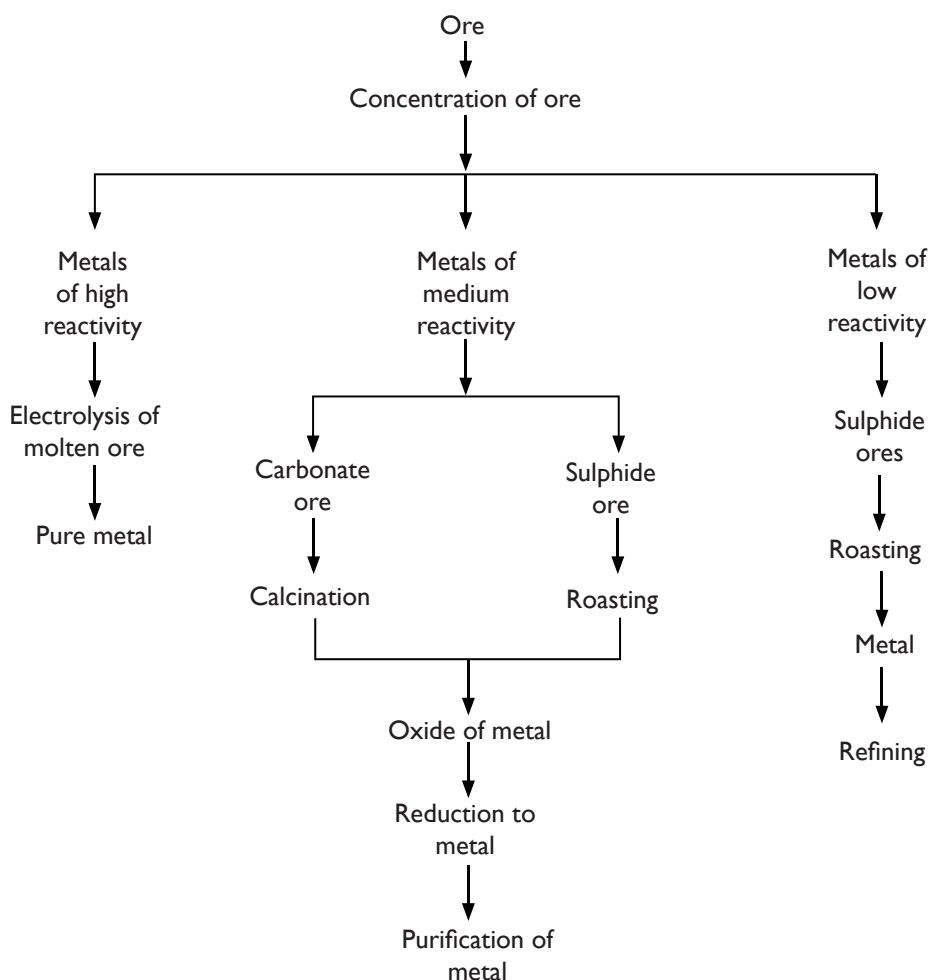 Ore
Concentration of ore
Metals
of high
reactivity
Electrolysis of
molten ore
Pure metal
Metals of
medium
reactivity
Carbonate
ore
Calcination
Sulphide
ore
Roasting
Oxide of metal
Reduction to
metal
Purification of
metal
Metals of
low
reactivity
Sulphide
ores
Roasting
Metal
Refining